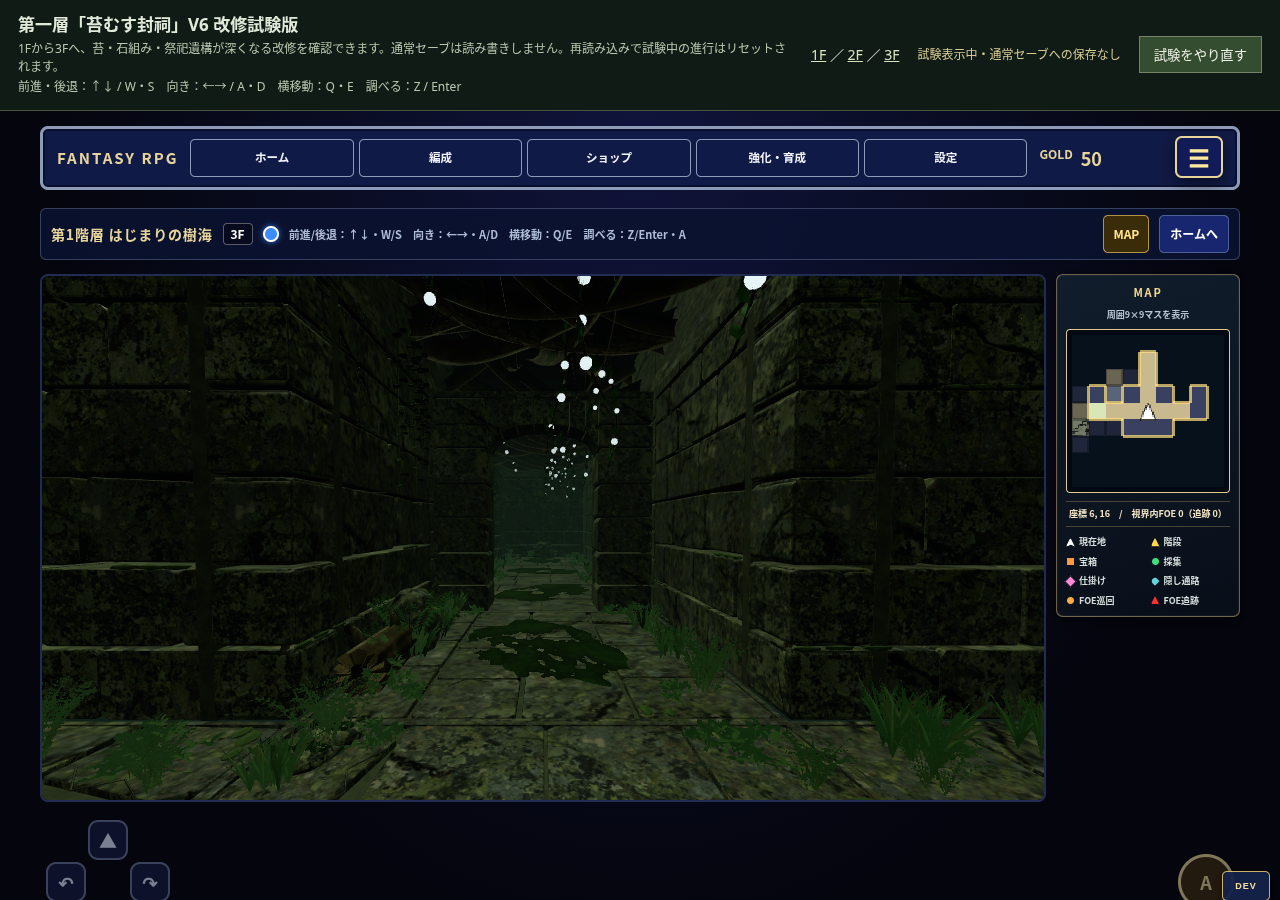 第一層「苔むす封祠」V6 改修試験版
1Fから3Fへ、苔・石組み・祭祀遺構が深くなる改修を確認できます。通常セーブは読み書きしません。再読み込みで試験中の進行はリセットさ
れます。
前進・後退：↑ ↓ / W・S　向き：←→ / A・D　横移動：Q・E　調べる：Z / Enter
1F ／ 2F ／ 3F
試験表示中・通常セーブへの保存なし
試験をやり直す
FANTASY RPG
ホーム
編成
ショップ
強化・育成
設定
GOLD 50
☰
第1階層 はじまりの樹海
3F
前進/後退：↑↓・W/S　向き：←→・A/D　横移動：Q/E　調べる：Z/Enter・A
MAP
ホームへ
MAP
周囲9×9マスを表示
座標 6, 16　/　視界内FOE 0（追跡 0）
現在地
階段
宝箱
採集
仕掛け
隠し通路
FOE巡回
FOE追跡
▲
↶
↷
A
DEV